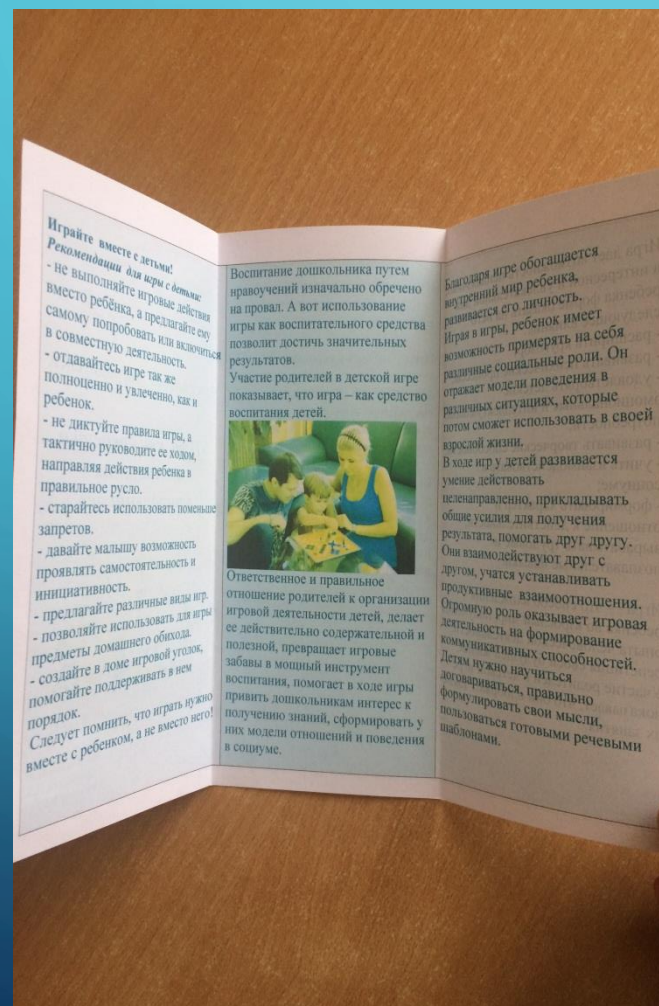 Играйте вместе с детьми!
Рекомендации для игры с детьми:
- не выполняйте игровые действия
вместо ребёнка, а предлагайте ему
самому попробовать или включиться
в совместную деятельность.
- отдавайтесь игре так же
полноценно и увлеченно, как и
ребенок.
- не диктуйте правила игры, а
тактично руководите ее ходом,
направляя действия ребенка в
правильное русло.
- старайтесь использовать поменьше
запретов.
- давайте малышу возможность
проявлять самостоятельность и
инициативность.
- предлагайте различные виды игр.
- позволяйте использовать для игры
предметы домашнего обихода.
- создайте в доме игровой уголок,
помогайте поддерживать в нем
порядок.
Следует помнить, что играть нужно
вместе с ребенком, а не вместо него!
Воспитание дошкольника путем
нравоучений изначально обречено
на провал. А вот использование
игры как воспитательного средства
позволит достичь значительных
результатов.
Участие родителей в детской игре
показывает, что игра – как средство
воспитания детей.
Ответственное и правильное
отношение родителей к организации
игровой деятельности детей, делает
ее действительно содержательной и
полезной, превращает игровые
забавы в мощный инструмент
воспитания, помогает в ходе игры
привить дошкольникам интерес к
получению знаний, сформировать у
них модели отношений и поведения
в социуме.
Благодаря игре обогащается
внутренний мир ребенка,
развивается его личность.
Играя в игры, ребенок имеет
возможность примерять на себя
различные социальные роли. Он
отражает модели поведения в
различных ситуациях, которые
потом сможет использовать в своей
взрослой жизни.
В ходе игр у детей развивается
умение действовать
целенаправленно, прикладывать
общие усилия для получения
результата, помогать друг другу.
Они взаимодействуют друг с
другом, учатся устанавливать
продуктивные взаимоотношения.
Огромную роль оказывает игровая
деятельность на формирование
коммуникативных способностей.
Детям нужно научиться
договариваться, правильно
формулировать свои мысли,
пользоваться готовыми речевыми
шаблонами.